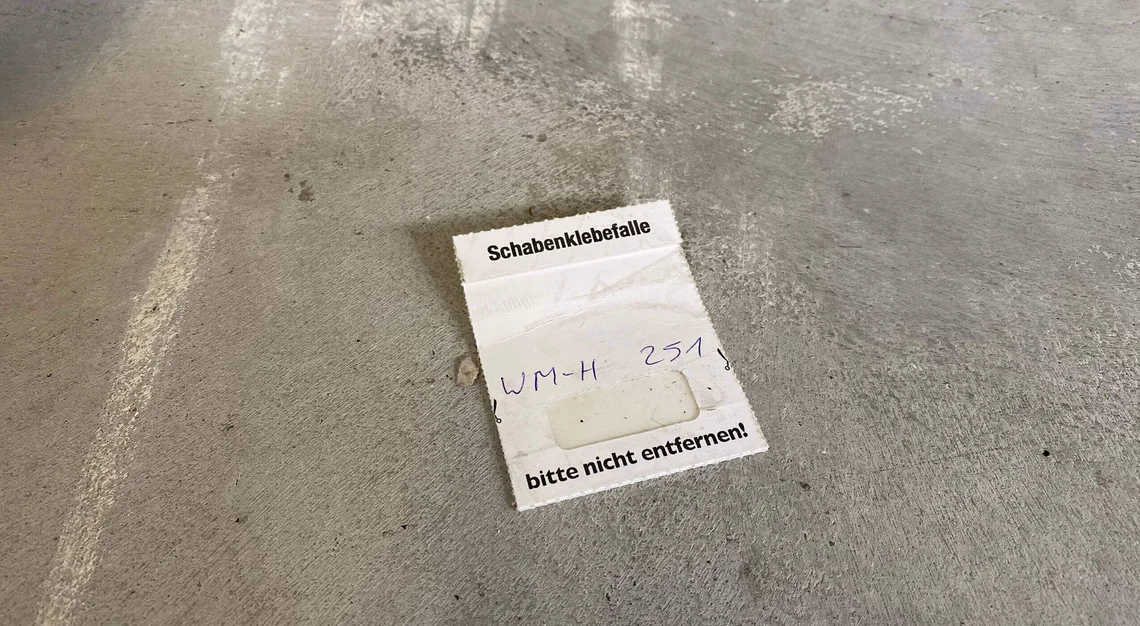 Schabenklebefalle
WM-H 251
bitte nicht entfernen!